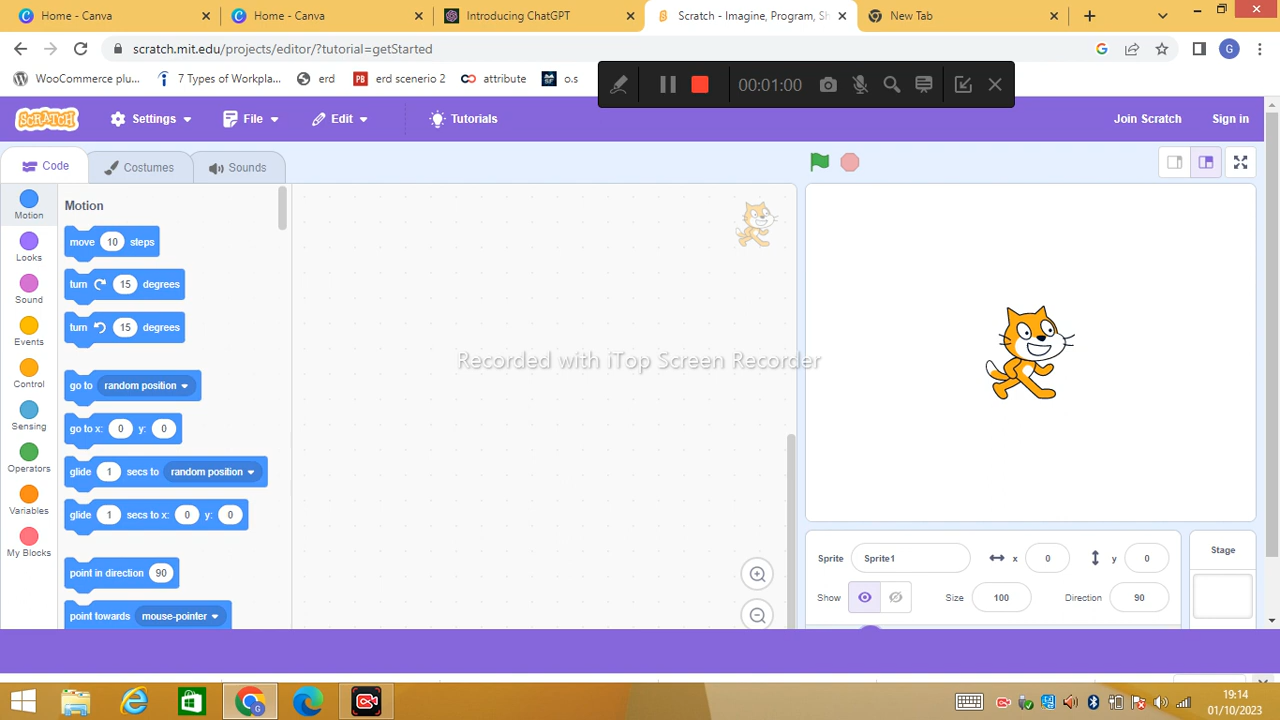 Home - Canva
Home - Canva
Introducing ChatGPT
Scratch - Imagine, Program, Sh
New Tab
scratch.mit.edu/projects/editor/?tutorial=getStarted
G
WooCommerce plu...
7 Types of Workpla...
erd
PB erd scenerio 2
attribute
o.s
00:01:00
SCRATCH
Settings
File
Edit
Tutorials
Join Scratch
Sign in
Code
Costumes
Sounds
Motion
Looks
Sound
Events
Control
Sensing
Operators
Variables
My Blocks
Motion
move 10 steps
turn 15 degrees
turn 15 degrees
go to random position
go to x: 0 y: 0
glide 1 secs to random position
glide 1 secs to x: 0 y: 0
point in direction 90
point towards mouse-pointer
Recorded with iTop Screen Recorder
Sprite Sprite1 x 0 y 0
Show Size 100 Direction 90
Stage
19:14
01/10/2023